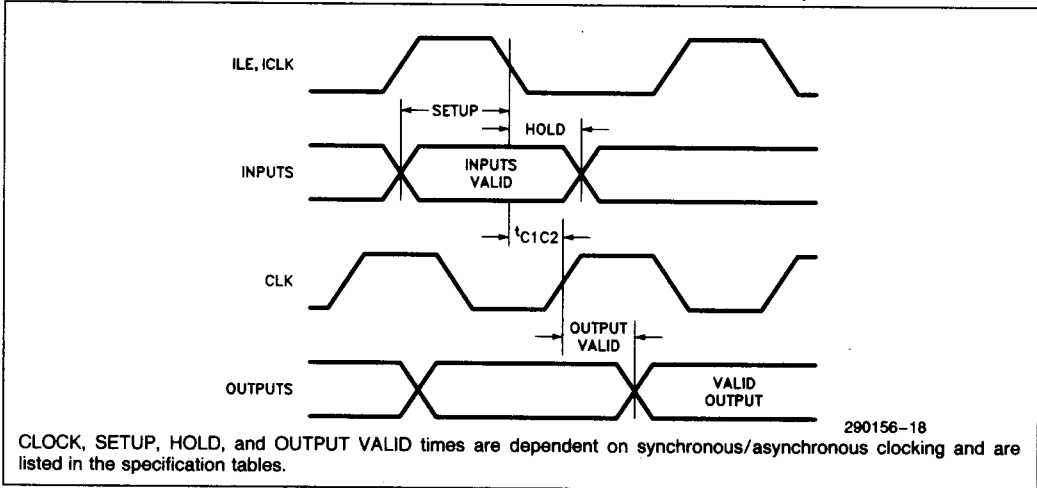 ILE, ICLK
SETUP
HOLD
INPUTS
INPUTS
VALID
tC1C2
CLK
OUTPUT
VALID
OUTPUTS
VALID
OUTPUT
290156–18
CLOCK, SETUP, HOLD, and OUTPUT VALID times are dependent on synchronous/asynchronous clocking and are
listed in the specification tables.